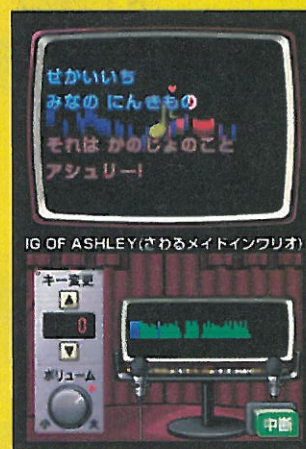 せかいいち
みなの にんきもの
それは かのじょのこと
アシュリー!
IG OF ASHLEY(さわるメイドインワリオ)
キー変更
0
ボリューム
小 大
中断